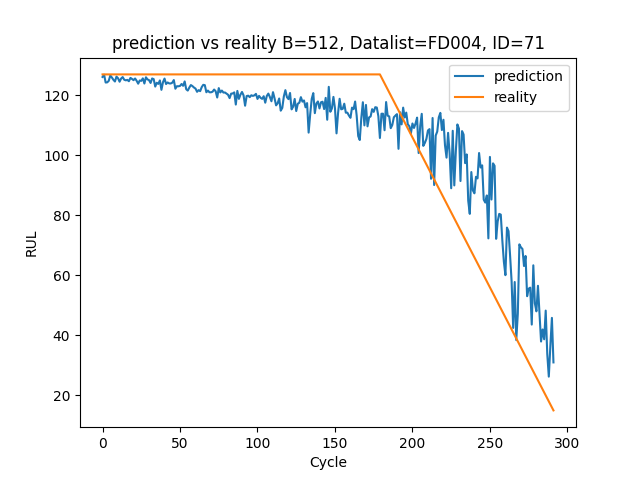 prediction vs reality B=512, Datalist=FD004, ID=71
prediction
reality
120
100
80
60
40
20
RUL
0 50 100 150 200 250 300
Cycle